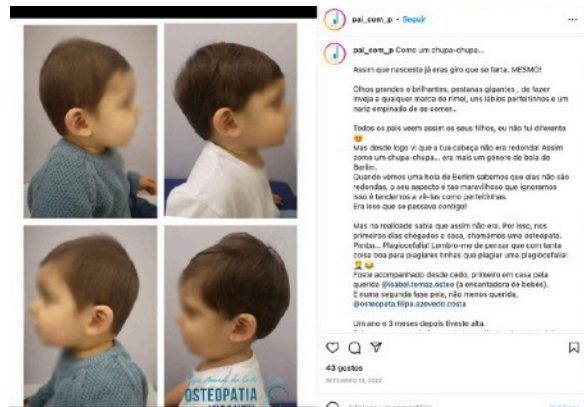 pai_com_p • Seguir
pai_com_p Como um chupa-chupa...
Assim que nasceste já eras giro que se farta. MESMO!
Olhos grandes e brilhantes, pestanas gigantes, de fazer
inveja a qualquer marca de rímel, uns lábios perfeitinhos e um
nariz empinado de se comer...
Todos os pais veem assim os seus filhos, eu não fui diferente
😍
Mas desde logo vi que a tua cabeça não era redonda! Assim
como um chupa-chupa... era mais um género de bola de
Berlim.
Quando vemos uma bola de Berlim sabemos que elas não são
redondas, o seu aspecto é tao maravilhoso que ignoramos
isso é tendemos a vê-las como perfeitinhas.
Era isso que se passava contigo!
Mas na realidade sabia que assim não era. Por isso, nos
primeiros dias chegados a casa, chamámos uma osteopata.
Pimba... Plagiocefalia! Lembro-me de pensar que com tanta
coisa boa para plagiares tinhas que plagiar uma plagiocefalia!
🤦‍♂️😂
Foste acompanhado desde cedo, primeiro em casa pela
querida @isabel.temaz.osteo (a encantadora de bebés).
E numa segunda fase pela, não menos querida,
@osteopata.filipa.azevedo.costa
Um ano e 3 meses depois tiveste alta.
43 gostos
SETEMBRO 19, 2022
OSTEOPATIA